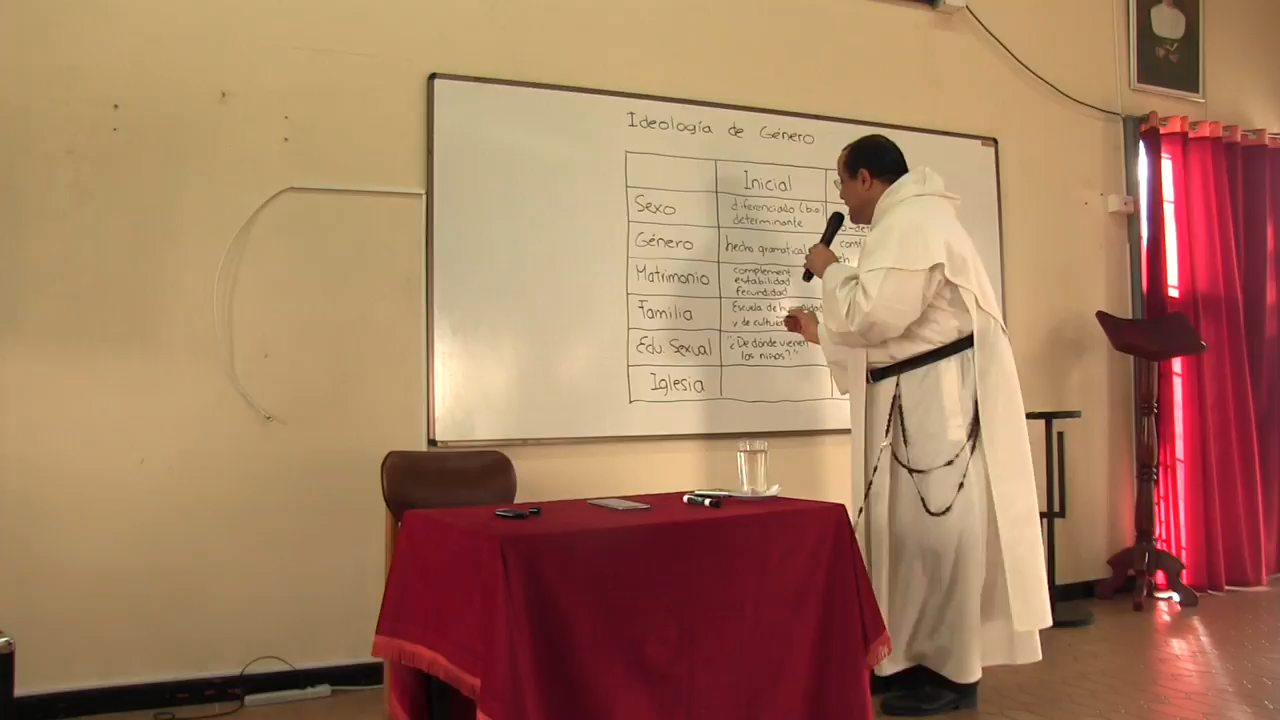 Ideología de Género
Inicial
Sexo
diferenciado (bio)
determinante
Género
hecho gramatical
Matrimonio
complement
estabilidad
fecundidad
Familia
Escuela de humanidad
y de cultura
Edu. Sexual
"¿De dónde vienen
los niños?"
Iglesia